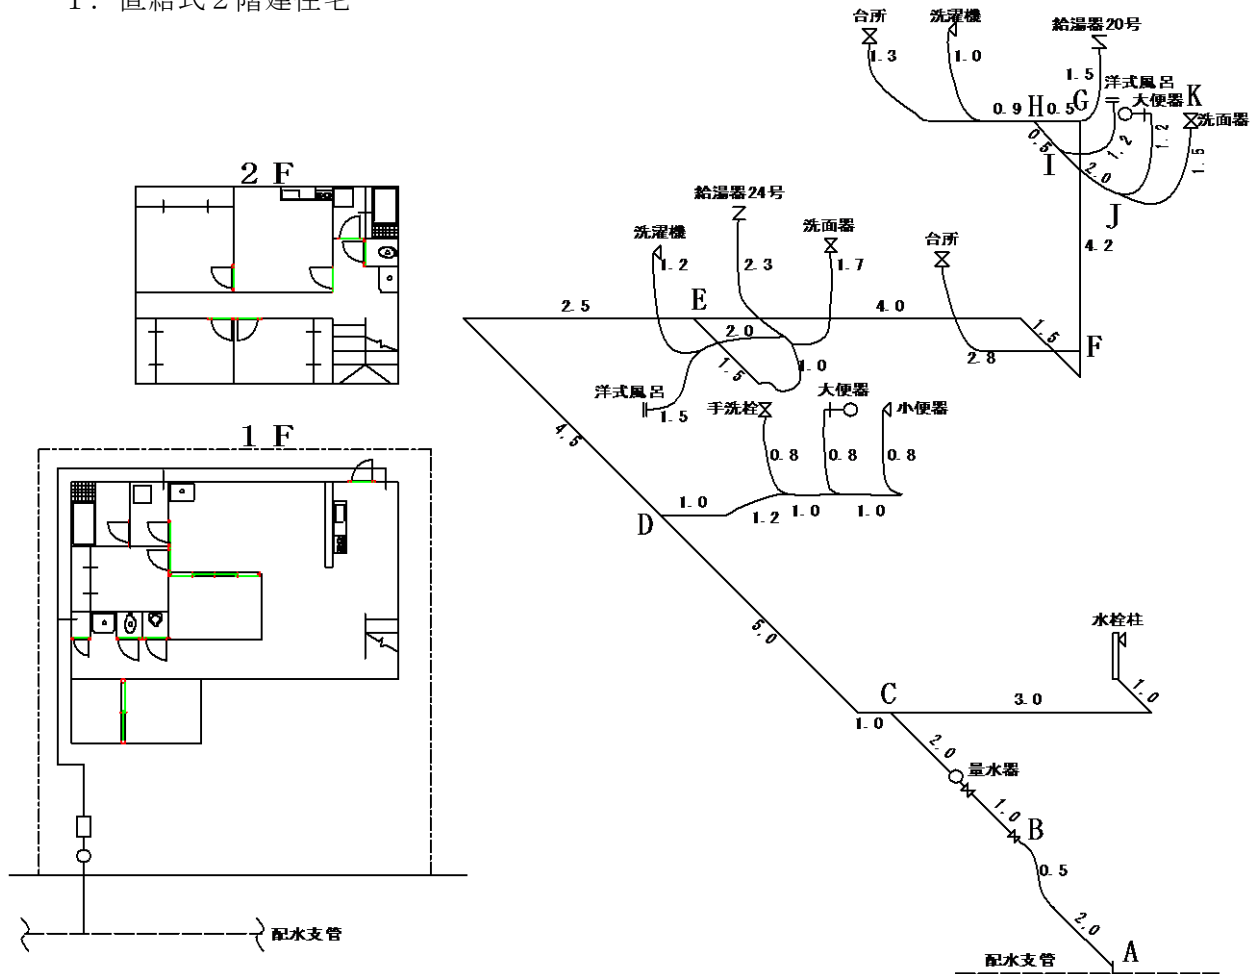 1. 直結式2階建住宅
台所
洗濯機
給湯器20号
1.3
1.0
1.5
洋式風呂
0.9
H
0.5
G
大便器
K
洗面器
0.5
1.2
1.2
1.5
I
2.0
J
4.2
2 F
給湯器24号
洗濯機
洗面器
台所
1.2
2.3
1.7
2.5
E
4.0
1.5
2.0
F
2.8
1.5
1.0
洋式風呂
1.5
手洗栓
大便器
小便器
1 F
4.5
0.8
0.8
0.8
1.0
D
1.2
1.0
1.0
5.0
水栓柱
C
3.0
1.0
1.0
2.0
量水器
1.0
B
0.5
2.0
A
配水支管
配水支管